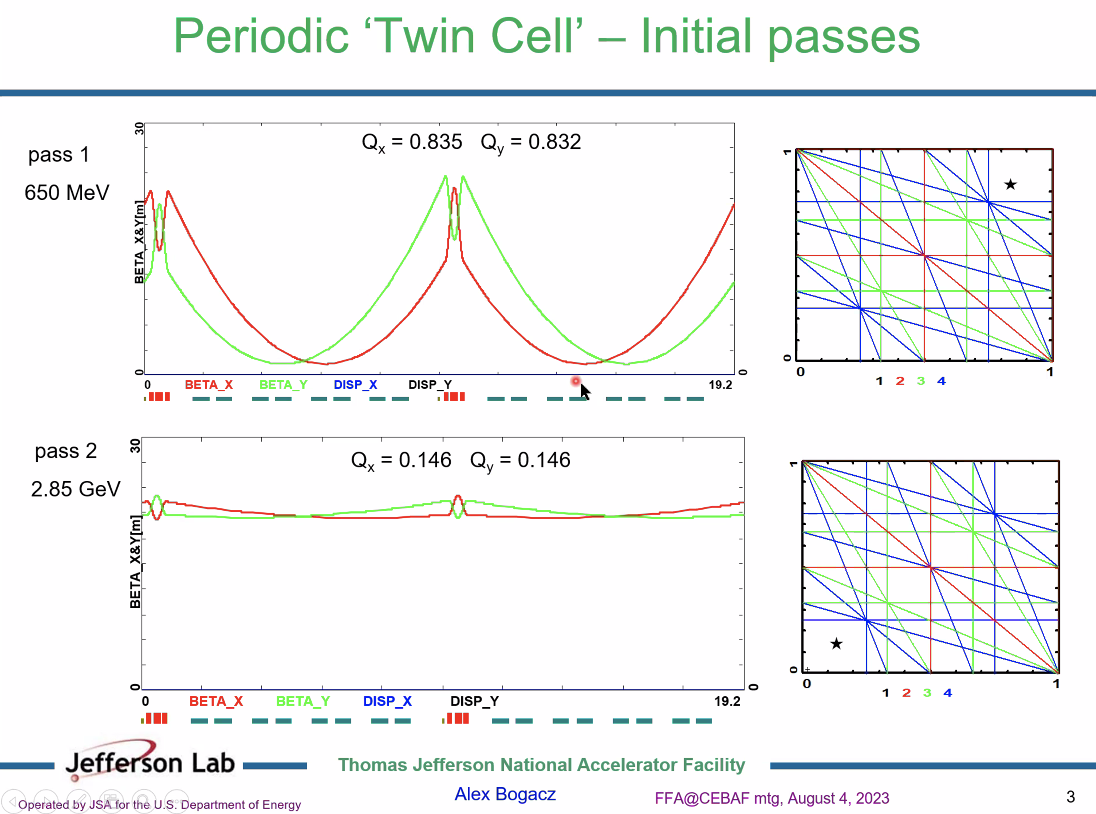 Periodic ‘Twin Cell’ – Initial passes
pass 1
650 MeV
30
BETA_X&Y[m]
0
Qx = 0.835 Qy = 0.832
0
0 BETA_X BETA_Y DISP_X DISP_Y 19.2
1
0
0 1
1 2 3 4
pass 2
2.85 GeV
30
BETA_X&Y[m]
0
Qx = 0.146 Qy = 0.146
0
0 BETA_X BETA_Y DISP_X DISP_Y 19.2
1
0
0 1
1 2 3 4
Jefferson Lab
Thomas Jefferson National Accelerator Facility
Operated by JSA for the U.S. Department of Energy
Alex Bogacz
FFA@CEBAF mtg, August 4, 2023
3